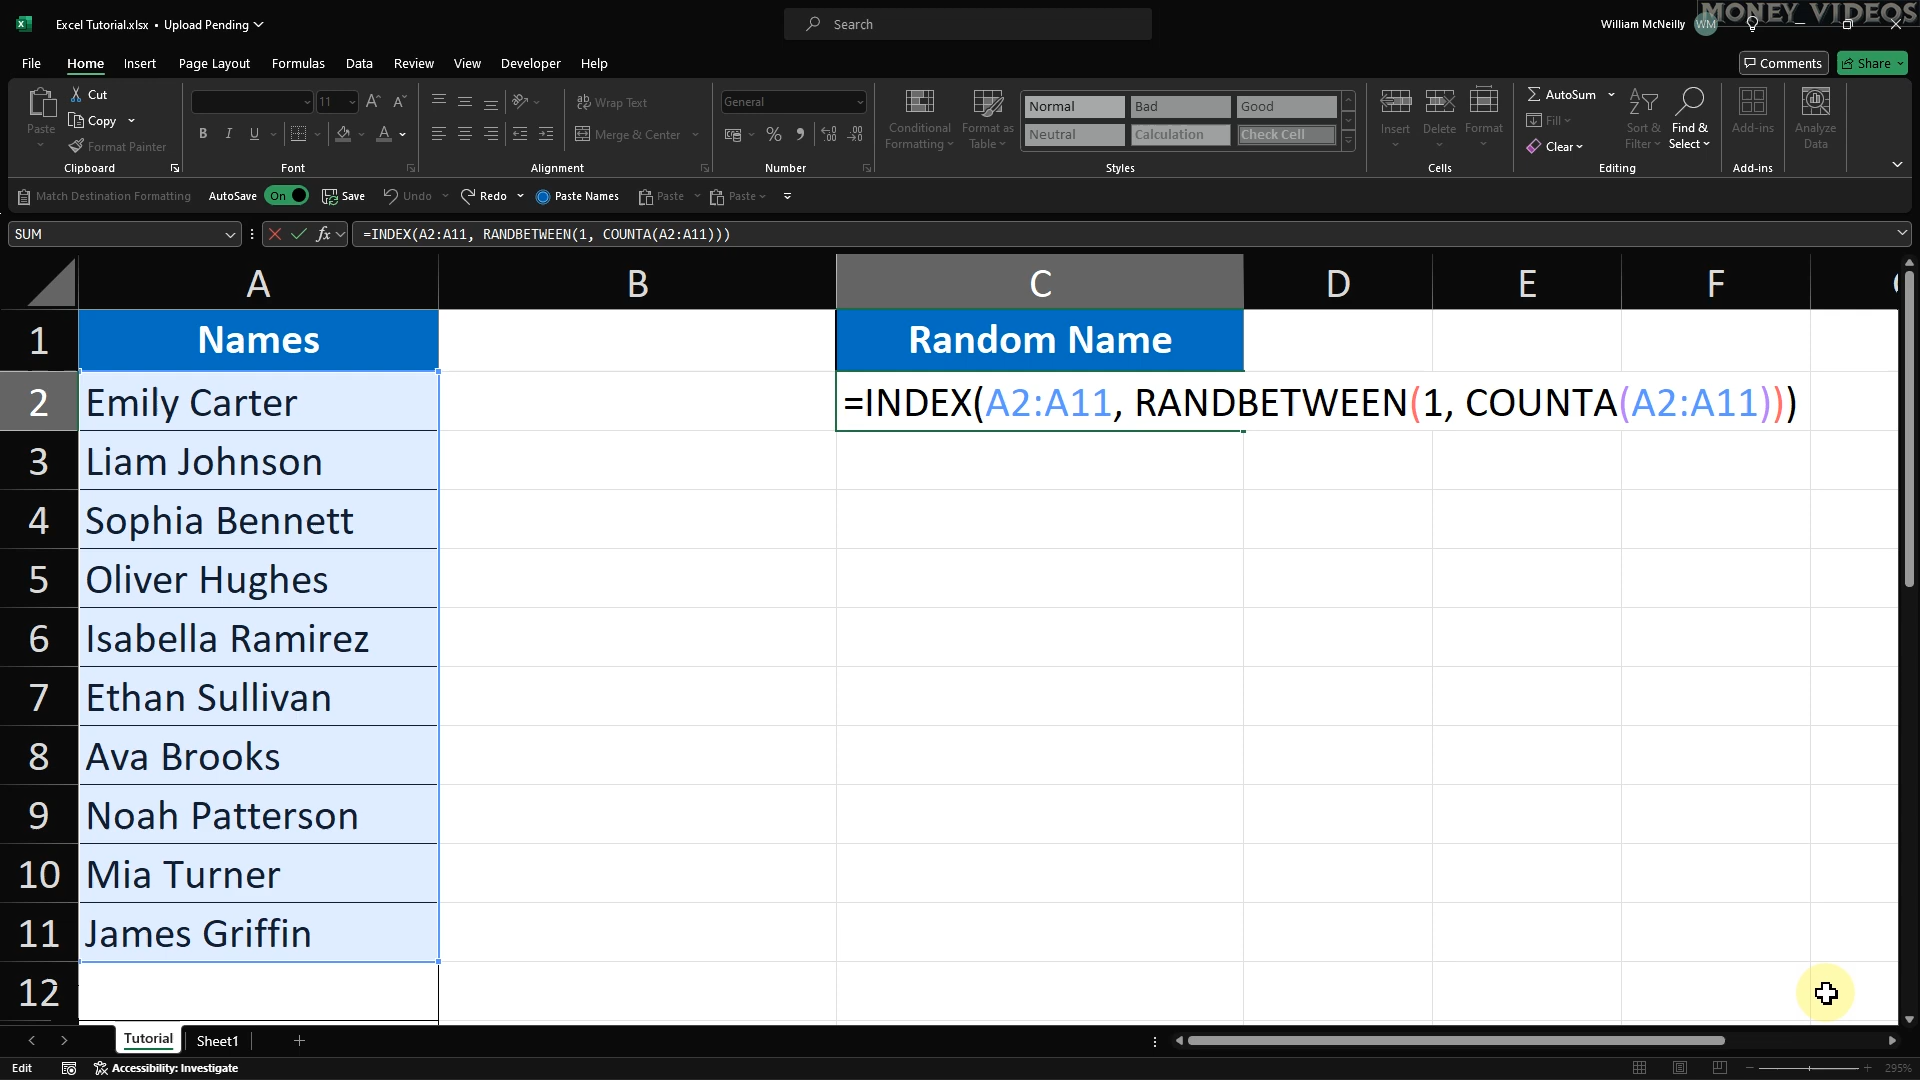 MONEY VIDEOS
Excel Tutorial.xlsx • Upload Pending
Search
William McNeilly
WM
File Home Insert Page Layout Formulas Data Review View Developer Help
Comments
Share
Paste
Cut
Copy
Format Painter
Clipboard
11
B I U
Font
Wrap Text
Merge & Center
Alignment
General
Number
Conditional
Formatting
Format as
Table
Normal Bad Good
Neutral Calculation Check Cell
Styles
Insert Delete Format
Cells
AutoSum
Fill
Clear
Sort &
Filter
Find &
Select
Editing
Add-ins
Add-ins
Analyze
Data
Match Destination Formatting AutoSave On Save Undo Redo Paste Names Paste Paste
SUM
fx
=INDEX(A2:A11, RANDBETWEEN(1, COUNTA(A2:A11)))
A B C D E F
1 Names Random Name
2 Emily Carter =INDEX(A2:A11, RANDBETWEEN(1, COUNTA(A2:A11)))
3 Liam Johnson
4 Sophia Bennett
5 Oliver Hughes
6 Isabella Ramirez
7 Ethan Sullivan
8 Ava Brooks
9 Noah Patterson
10 Mia Turner
11 James Griffin
12
Tutorial Sheet1
Edit Accessibility: Investigate
295%